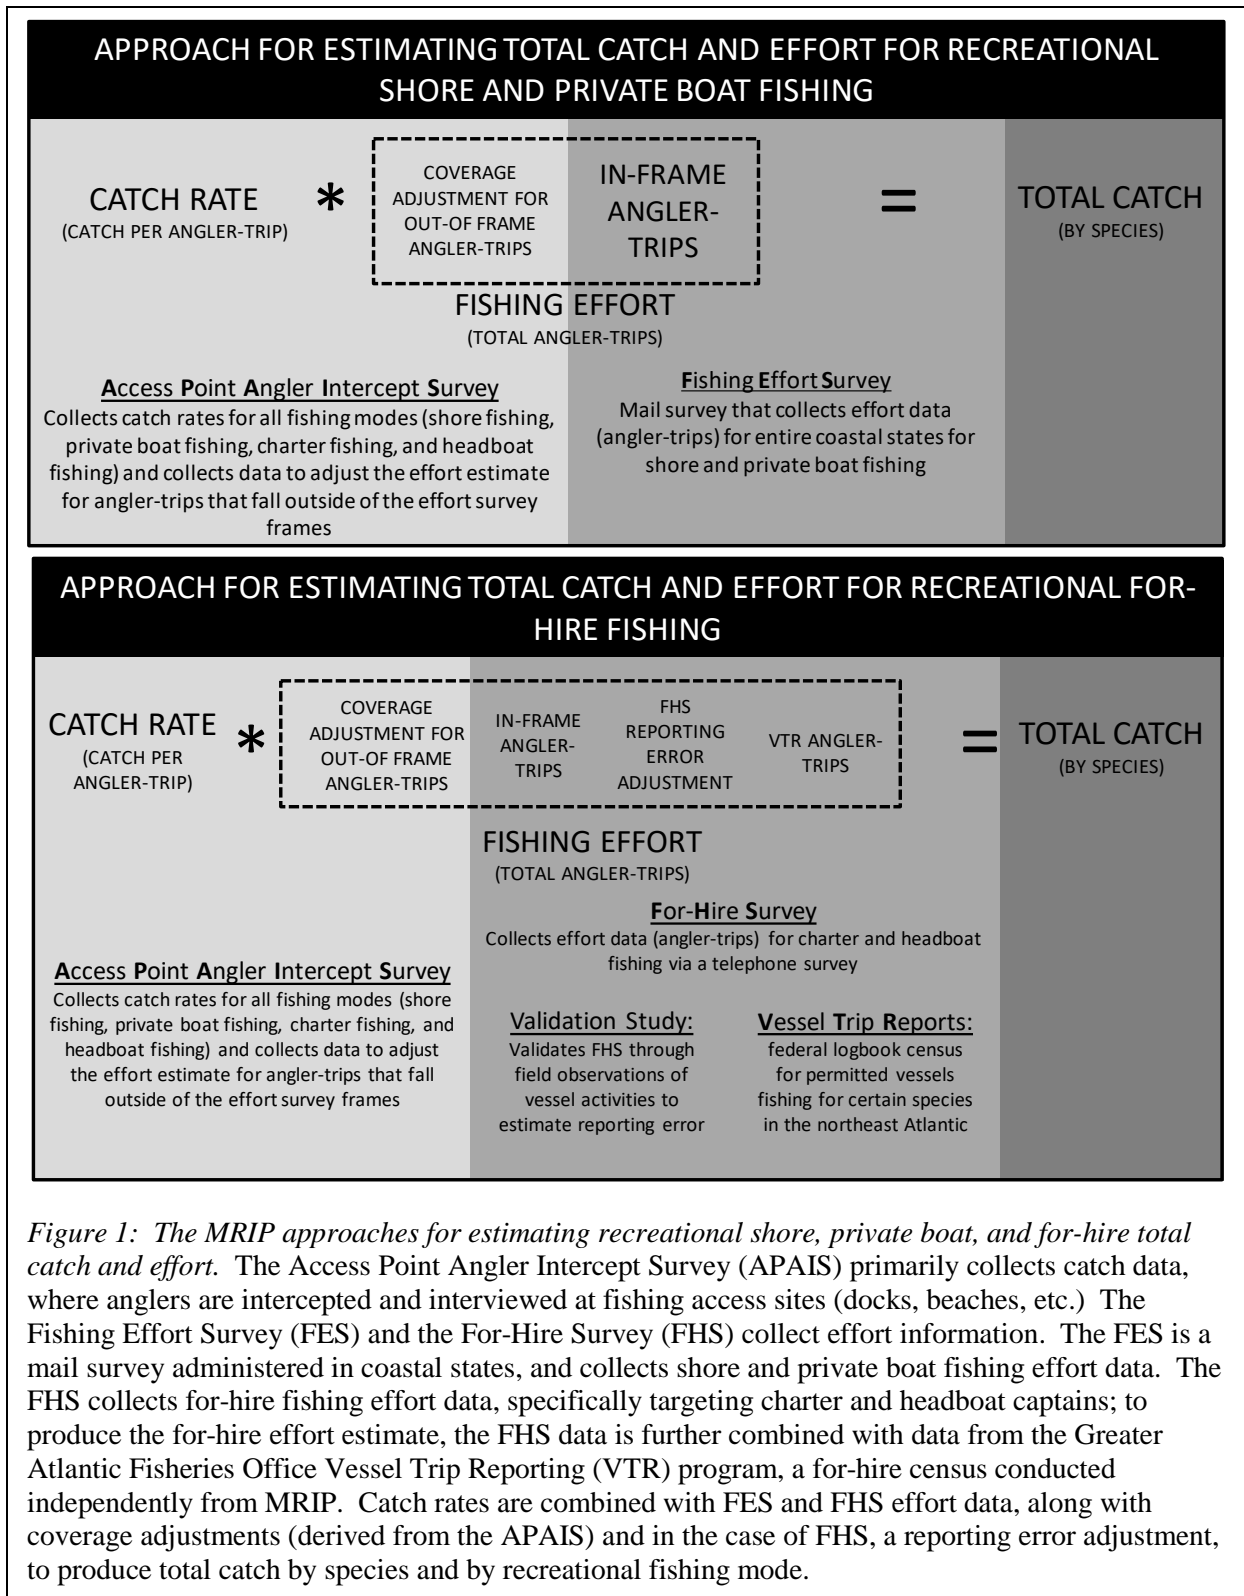 APPROACH FOR ESTIMATING TOTAL CATCH AND EFFORT FOR RECREATIONAL
SHORE AND PRIVATE BOAT FISHING
CATCH RATE
(CATCH PER ANGLER-TRIP)
*
COVERAGE
ADJUSTMENT FOR
OUT-OF FRAME
ANGLER-TRIPS
IN-FRAME
ANGLER-
TRIPS
=
TOTAL CATCH
(BY SPECIES)
FISHING EFFORT
(TOTAL ANGLER-TRIPS)
Access Point Angler Intercept Survey
Collects catch rates for all fishing modes (shore fishing,
private boat fishing, charter fishing, and headboat
fishing) and collects data to adjust the effort estimate
for angler-trips that fall outside of the effort survey
frames
Fishing Effort Survey
Mail survey that collects effort data
(angler-trips) for entire coastal states for
shore and private boat fishing
APPROACH FOR ESTIMATING TOTAL CATCH AND EFFORT FOR RECREATIONAL FOR-
HIRE FISHING
CATCH RATE
(CATCH PER
ANGLER-TRIP)
*
COVERAGE
ADJUSTMENT FOR
OUT-OF FRAME
ANGLER-TRIPS
IN-FRAME
ANGLER-
TRIPS
FHS
REPORTING
ERROR
ADJUSTMENT
VTR ANGLER-
TRIPS
=
TOTAL CATCH
(BY SPECIES)
FISHING EFFORT
(TOTAL ANGLER-TRIPS)
For-Hire Survey
Collects effort data (angler-trips) for charter and headboat
fishing via a telephone survey
Access Point Angler Intercept Survey
Collects catch rates for all fishing modes (shore
fishing, private boat fishing, charter fishing, and
headboat fishing) and collects data to adjust
the effort estimate for angler-trips that fall
outside of the effort survey frames
Validation Study:
Validates FHS through
field observations of
vessel activities to
estimate reporting error
Vessel Trip Reports:
federal logbook census
for permitted vessels
fishing for certain species
in the northeast Atlantic
Figure 1: The MRIP approaches for estimating recreational shore, private boat, and for-hire total
catch and effort. The Access Point Angler Intercept Survey (APAIS) primarily collects catch data,
where anglers are intercepted and interviewed at fishing access sites (docks, beaches, etc.) The
Fishing Effort Survey (FES) and the For-Hire Survey (FHS) collect effort information. The FES is a
mail survey administered in coastal states, and collects shore and private boat fishing effort data. The
FHS collects for-hire fishing effort data, specifically targeting charter and headboat captains; to
produce the for-hire effort estimate, the FHS data is further combined with data from the Greater
Atlantic Fisheries Office Vessel Trip Reporting (VTR) program, a for-hire census conducted
independently from MRIP. Catch rates are combined with FES and FHS effort data, along with
coverage adjustments (derived from the APAIS) and in the case of FHS, a reporting error adjustment,
to produce total catch by species and by recreational fishing mode.